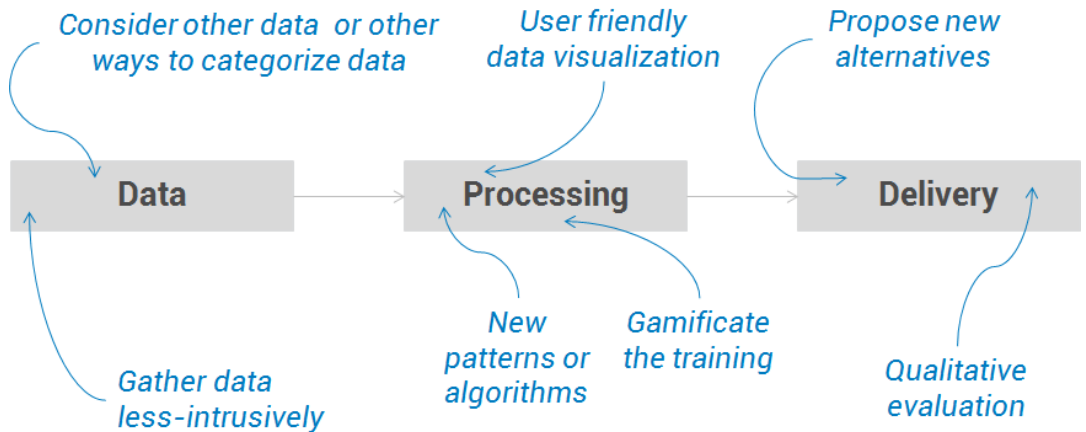 Consider other data or other
ways to categorize data
User friendly
data visualization
Propose new
alternatives
Data
Processing
Delivery
Gather data
less-intrusively
New
patterns or
algorithms
Gamificate
the training
Qualitative
evaluation